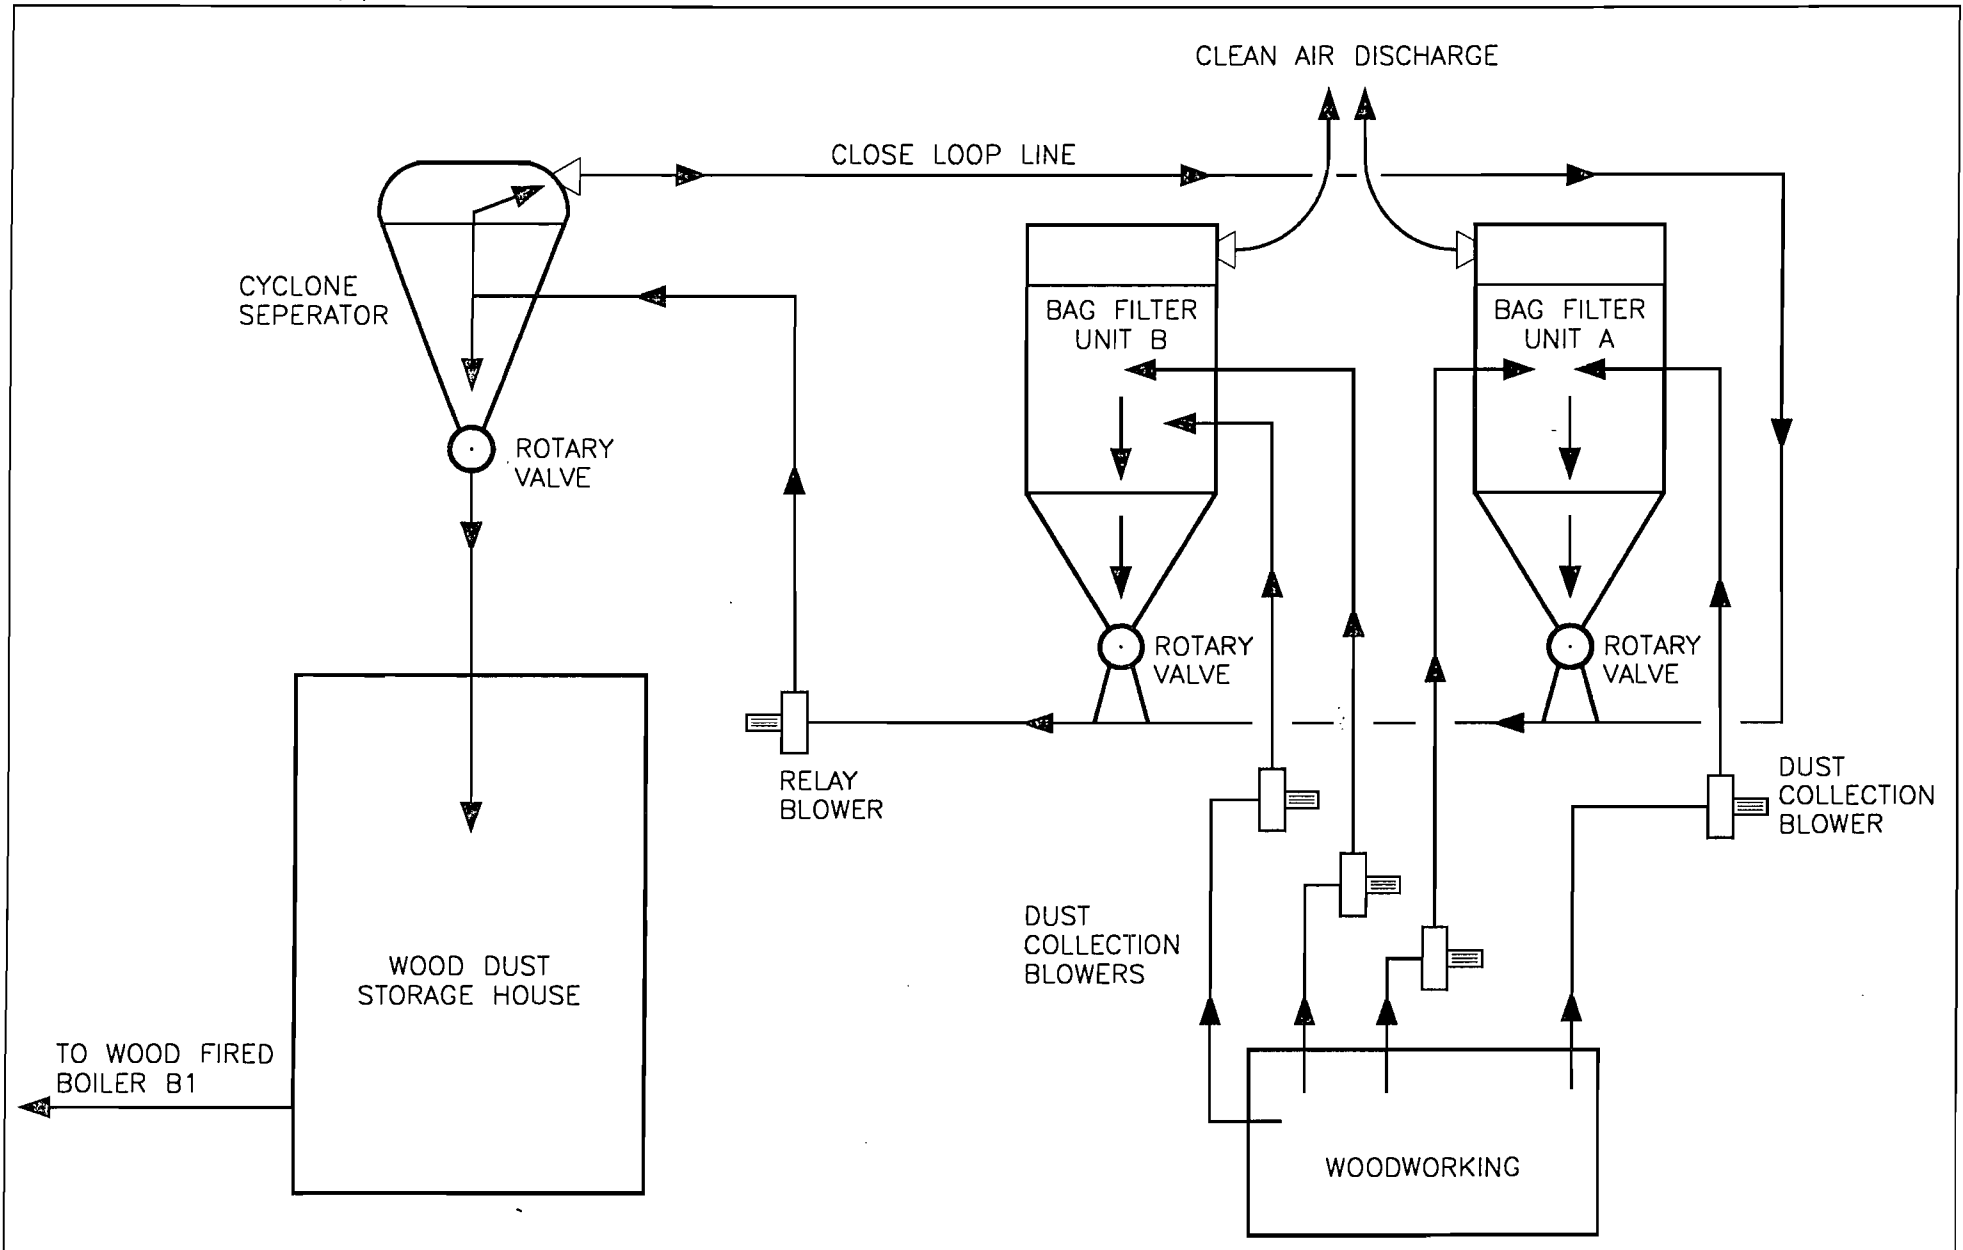 CLEAN AIR DISCHARGE
CLOSE LOOP LINE
CYCLONE
SEPERATOR
BAG FILTER
UNIT B
BAG FILTER
UNIT A
ROTARY
VALVE
ROTARY
VALVE
ROTARY
VALVE
RELAY
BLOWER
DUST
COLLECTION
BLOWER
DUST
COLLECTION
BLOWERS
WOOD DUST
STORAGE HOUSE
TO WOOD FIRED
BOILER B1
WOODWORKING